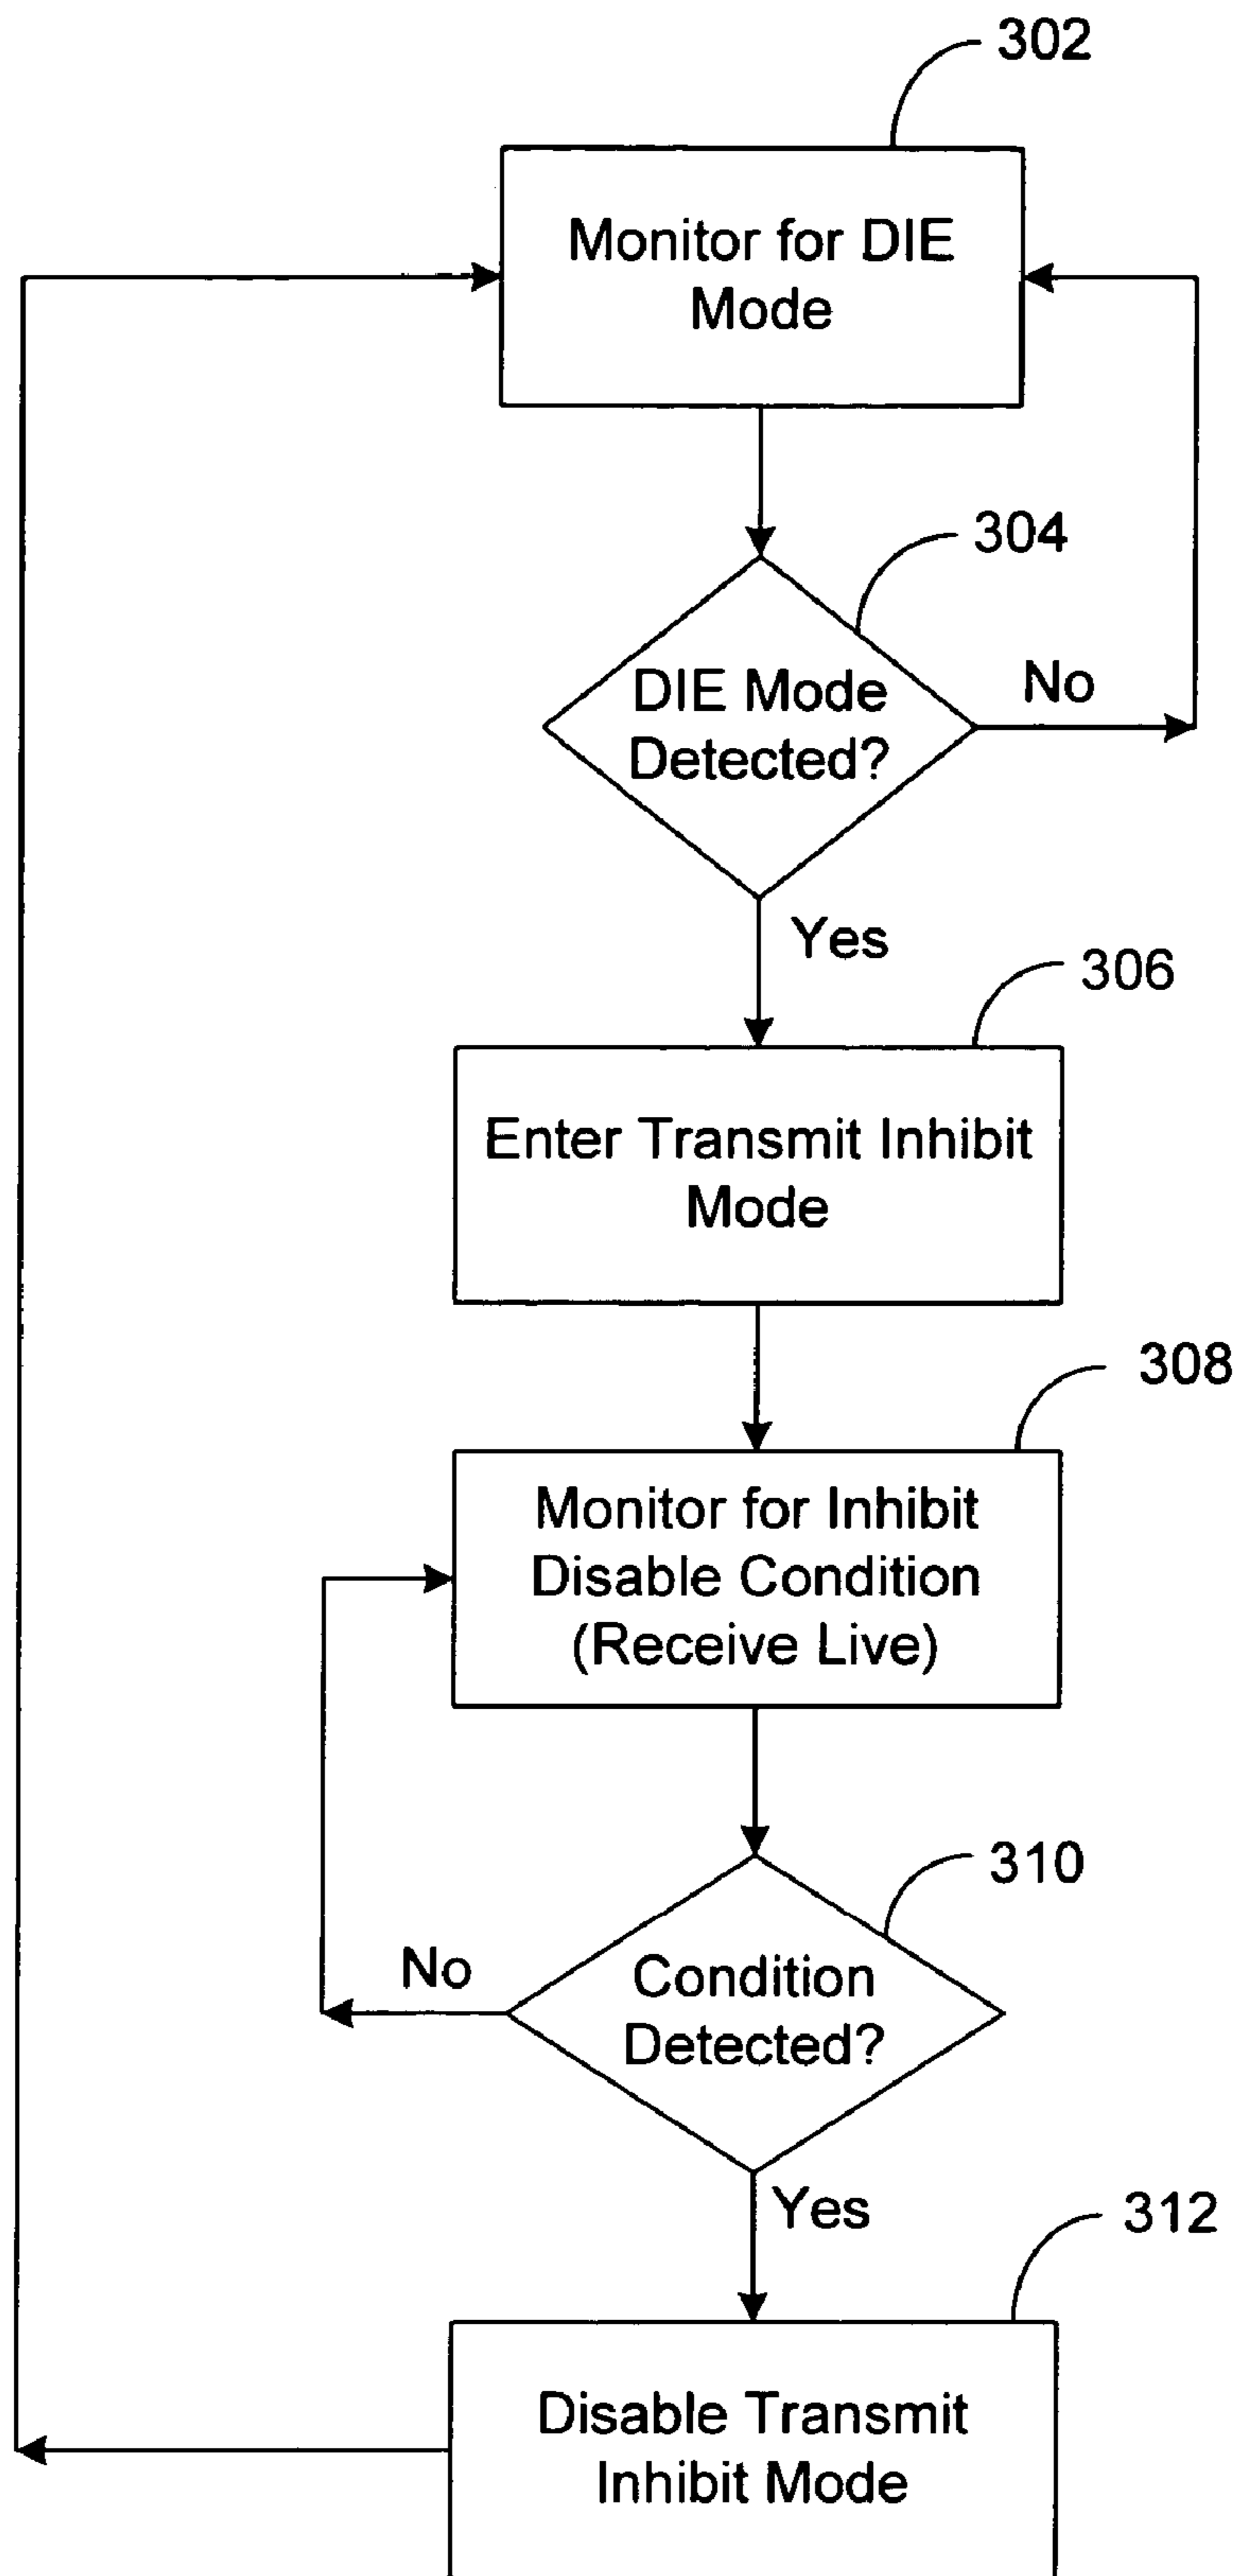 302
Monitor for DIE
Mode
304
DIE Mode
Detected?
No
Yes
306
Enter Transmit Inhibit
Mode
308
Monitor for Inhibit
Disable Condition
(Receive Live)
310
Condition
Detected?
No
Yes
312
Disable Transmit
Inhibit Mode